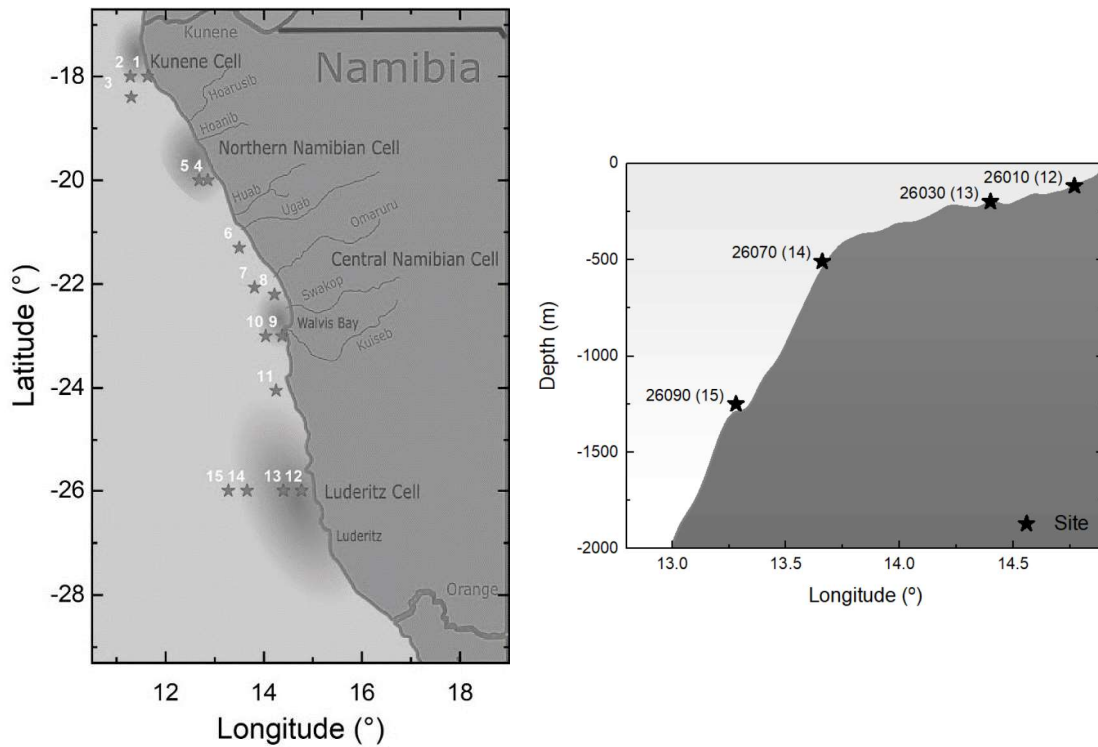 Kunene
Namibia
2 1 Kunene Cell
3
Hoarusib
Hoanib
Northern Namibian Cell
5 4
Huab
Ugab
Omaruru
6
Central Namibian Cell
7 8
Swakop
10 9 Walvis Bay
Kuiseb
11
15 14 13 12 Luderitz Cell
Luderitz
Orange
-18
-20
-22
-24
-26
-28
Latitude (°)
12 14 16 18
Longitude (°)
0
-500
-1000
-1500
-2000
Depth (m)
26010 (12)
26030 (13)
26070 (14)
26090 (15)
Site
13.0 13.5 14.0 14.5
Longitude (°)